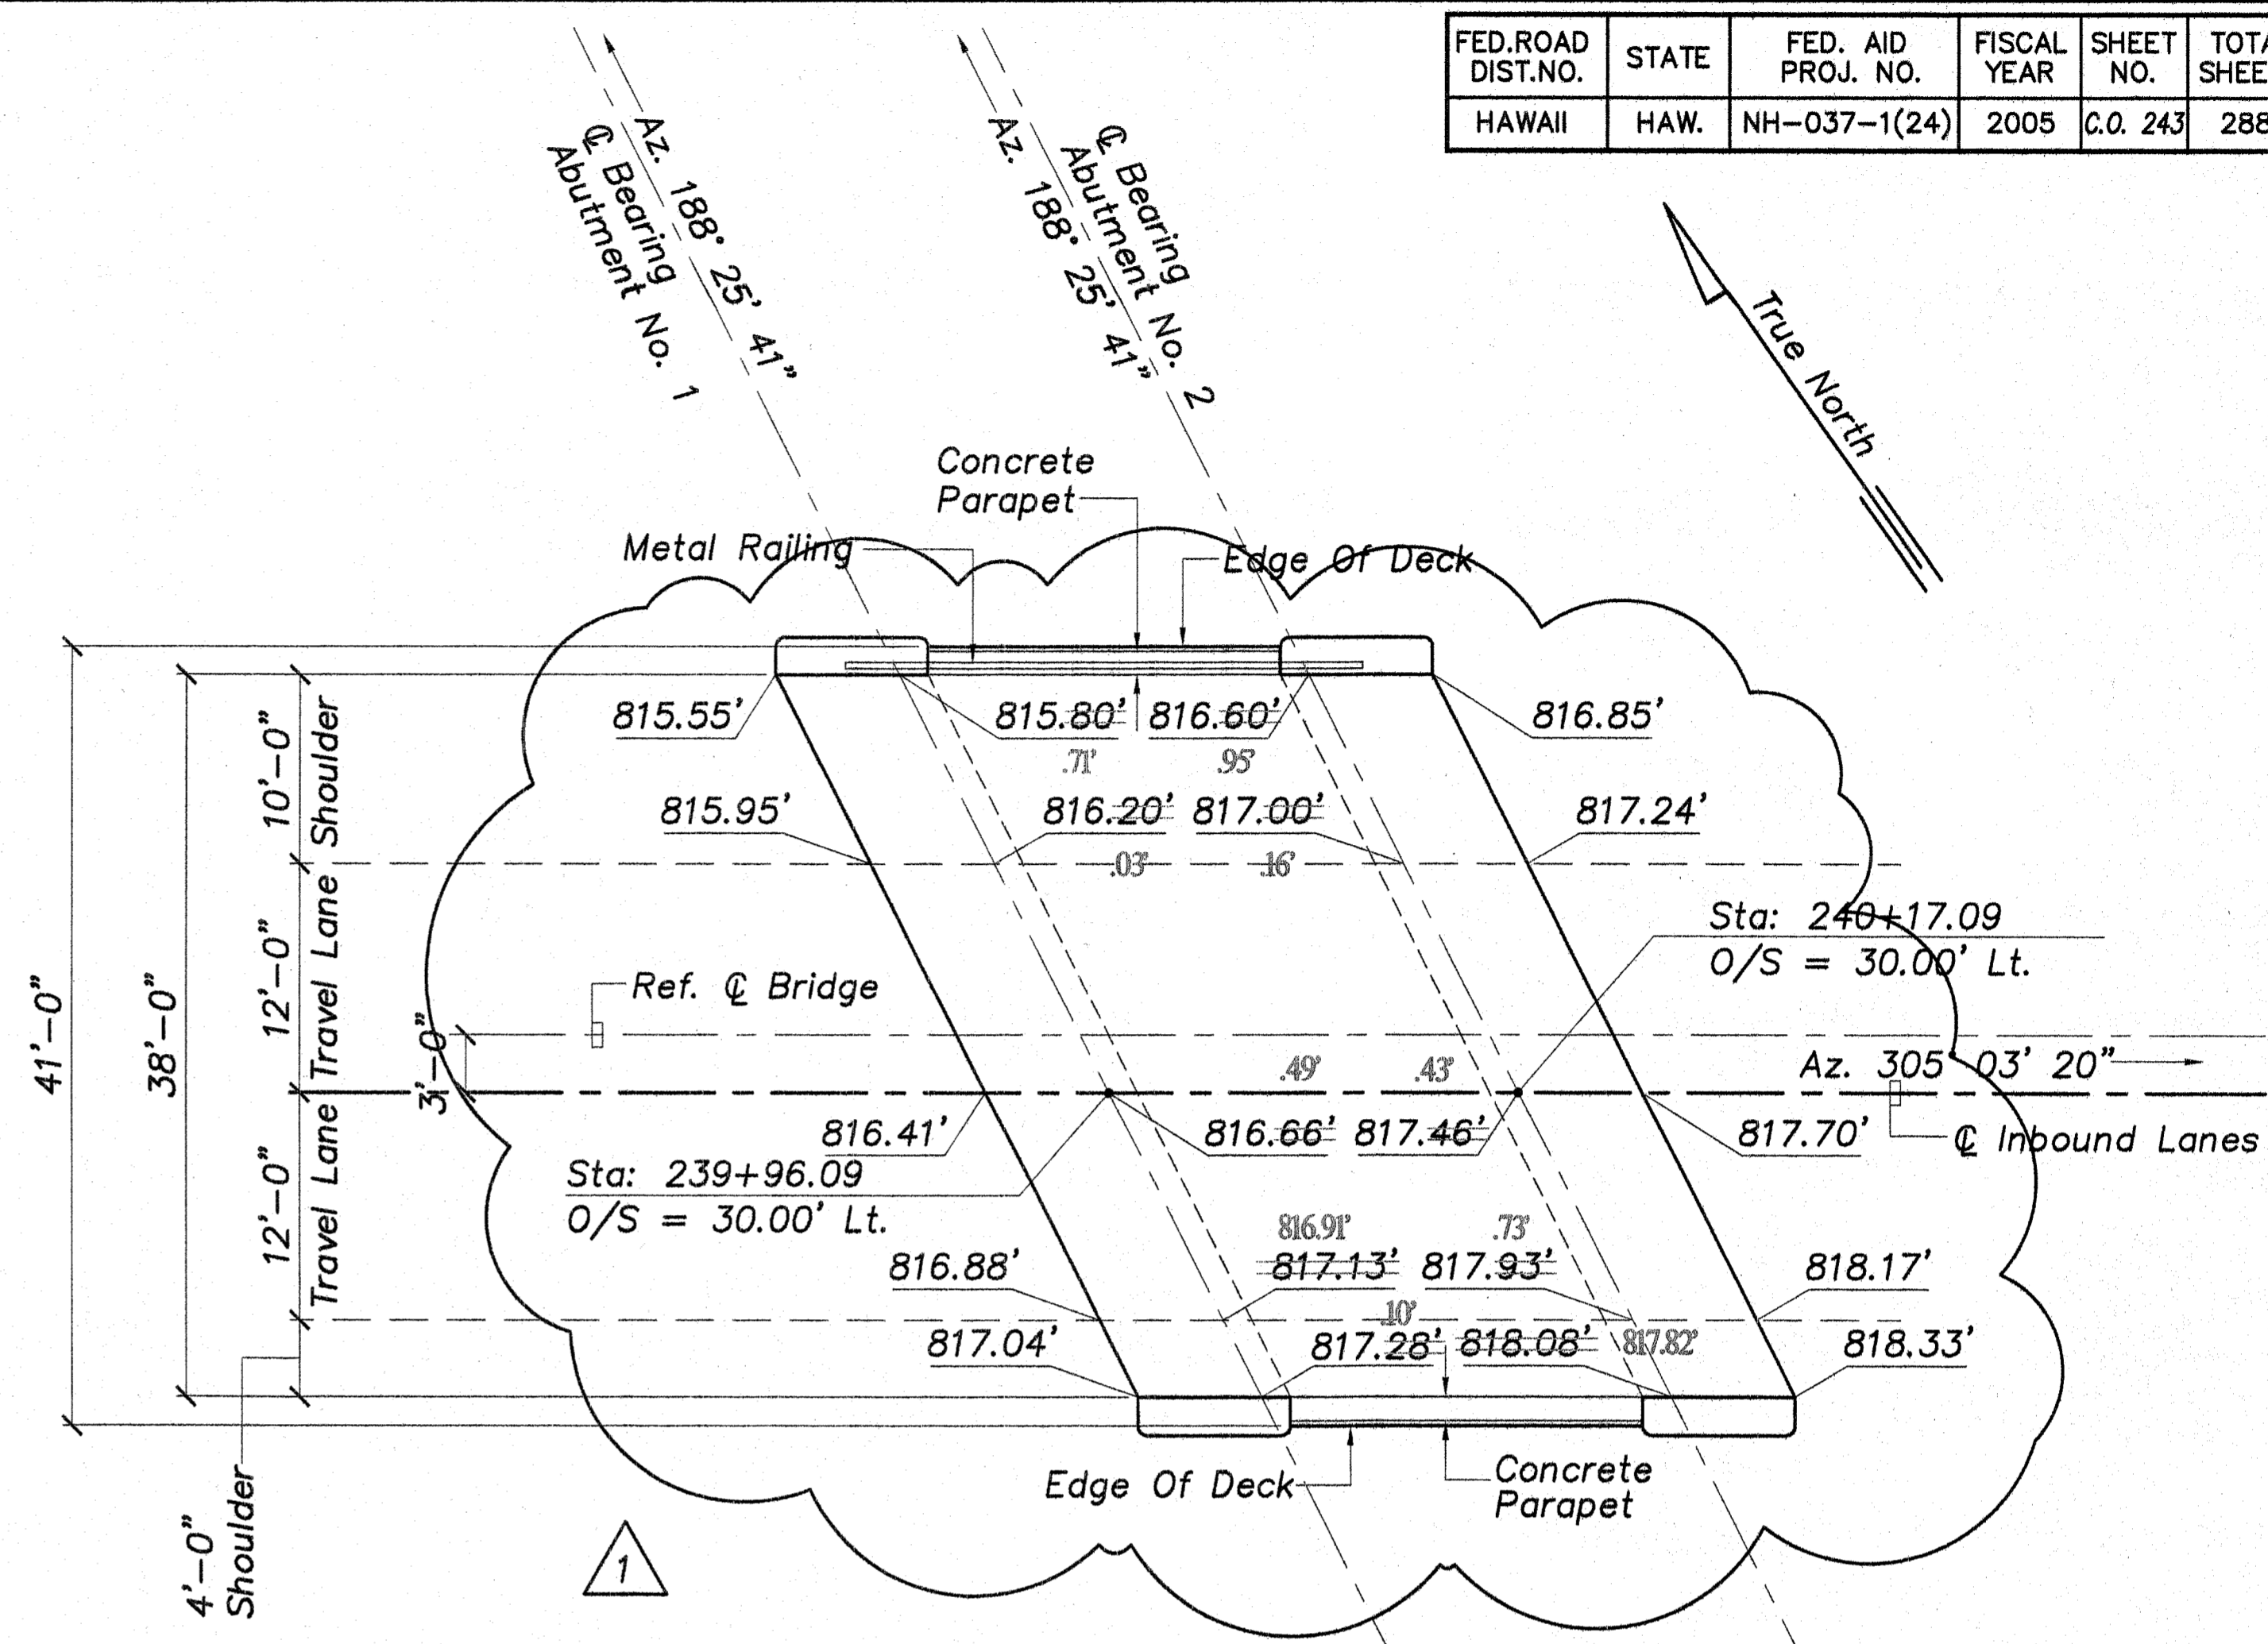 FED.ROAD DIST.NO.
STATE
FED. AID PROJ. NO.
FISCAL YEAR
SHEET NO.
HAWAII
HAW.
NH-037-1(24)
2005
C.O. 243
288
Az. 188° 25' 41"
℄ Bearing
Abutment No. 1
℄ Bearing
Abutment No. 2
Az. 188° 25' 41"
True North
Concrete
Parapet
Metal Railing
Edge Of Deck
815.55'
815.80'
816.60'
816.85'
.71'
.95'
815.95'
816.20'
817.00'
817.24'
.03'
.16'
Sta: 240+17.09
O/S = 30.00' Lt.
Ref. ℄ Bridge
.49'
.43'
Az. 305 03' 20"
816.41'
816.66'
817.46'
817.70'
℄ Inbound Lanes
Sta: 239+96.09
O/S = 30.00' Lt.
816.91'
.73'
816.88'
817.13'
817.93'
818.17'
.10'
817.04'
817.28'
818.08'
817.82'
818.33'
Edge Of Deck
Concrete
Parapet
41'-0"
38'-0"
10'-0"
Shoulder
12'-0"
Travel Lane
3'-0"
12'-0"
Travel Lane
4'-0"
Shoulder
1